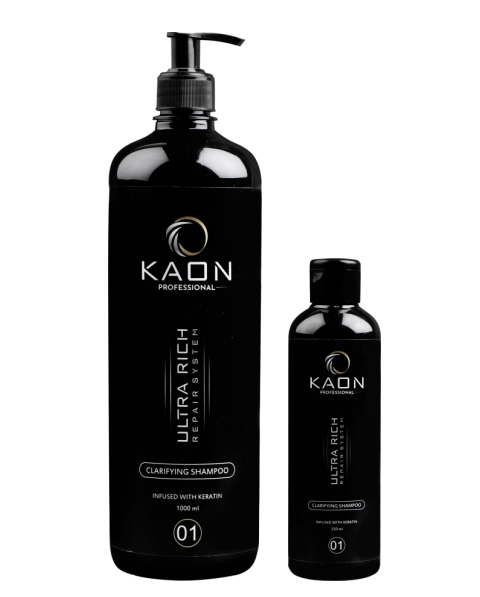 KAON
PROFESSIONAL
ULTRA RICH
REPAIR SYSTEM
CLARIFYING SHAMPOO
INFUSED WITH KERATIN
1000 ml
01
KAON
PROFESSIONAL
ULTRA RICH
REPAIR SYSTEM
CLARIFYING SHAMPOO
INFUSED WITH KERATIN
01